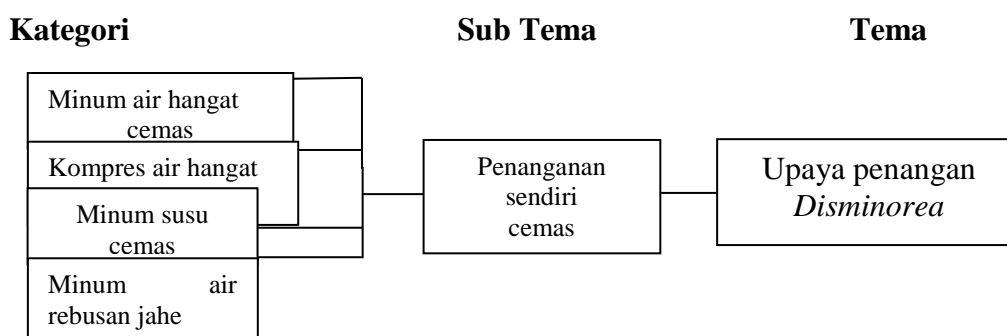 Kategori Sub Tema Tema
Minum air hangat
cemas
Kompres air hangat
Minum susu
cemas
Minum air
rebusan jahe
Penanganan
sendiri
cemas
Upaya penangan
Disminorea